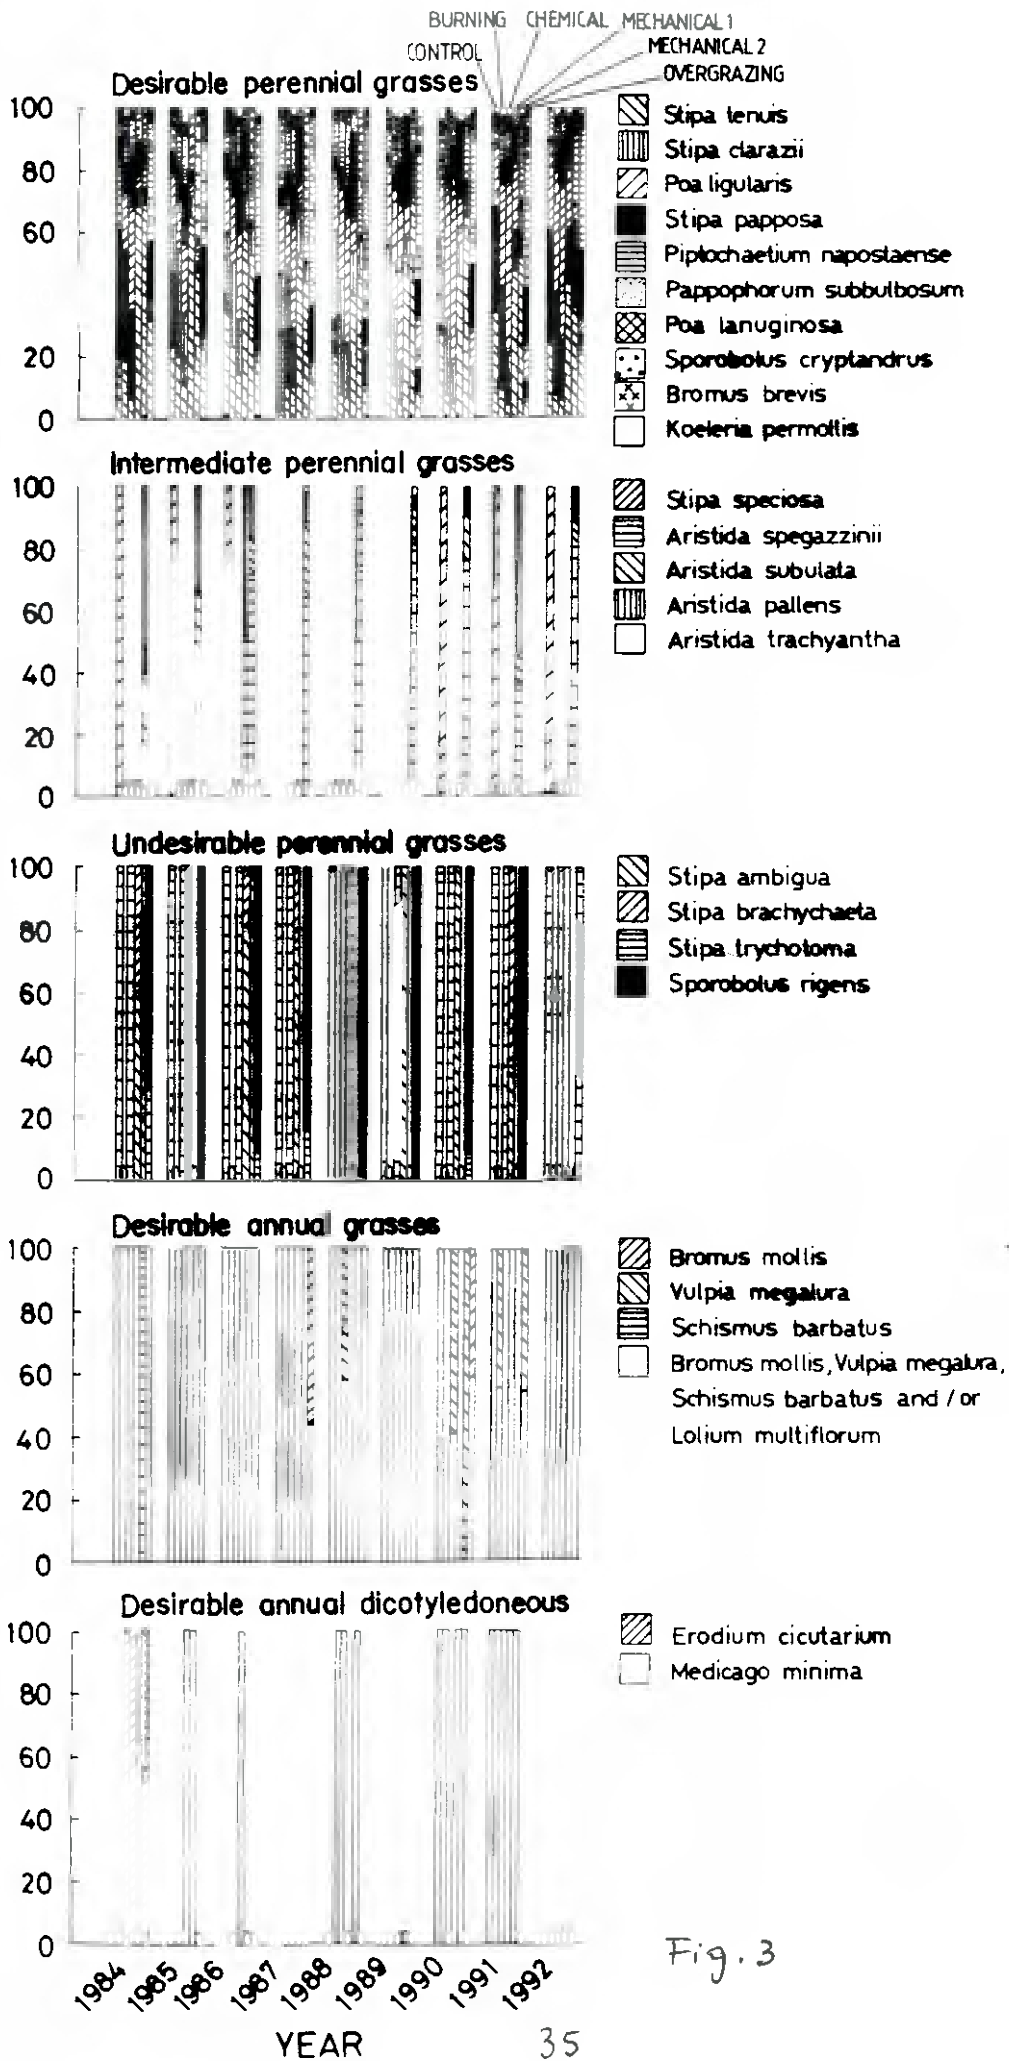 BURNING CHEMICAL MECHANICAL 1
CONTROL MECHANICAL 2
OVERGRAZING
Desirable perennial grasses
100
80
60
20
0
Stipa tenuis
Stipa clarazii
Poa ligularis
Stipa papposa
Piptochaetium napostaense
Pappophorum subbulbosum
Poa lanuginosa
Sporobolus cryptandrus
Bromus brevis
Koeleria permollis
Intermediate perennial grasses
100
80
60
40
20
0
Stipa speciosa
Aristida spegazzinii
Aristida subulata
Aristida pallens
Aristida trachyantha
Undesirable perennial grasses
100
80
60
40
20
0
Stipa ambigua
Stipa brachychaeta
Stipa trychotoma
Sporobolus rigens
Desirable annual grasses
100
80
60
40
20
0
Bromus mollis
Vulpia megalura
Schismus barbatus
Bromus mollis, Vulpia megalura,
Schismus barbatus and / or
Lolium multiflorum
Desirable annual dicotyledoneous
100
80
60
40
20
0
Erodium cicutarium
Medicago minima
1984 1985 1986 1987 1988 1989 1990 1991 1992
YEAR
Fig. 3
35